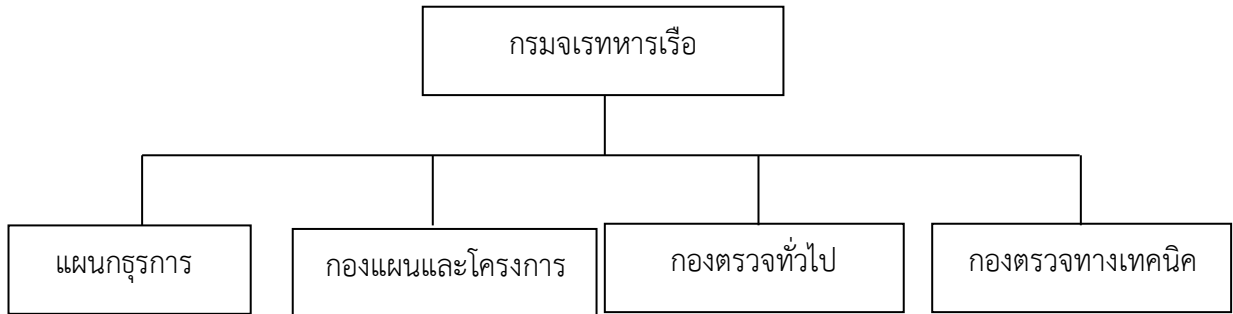 กรมจเรทหารเรือ
แผนกธุรการ
กองแผนและโครงการ
กองตรวจทั่วไป
กองตรวจทางเทคนิค